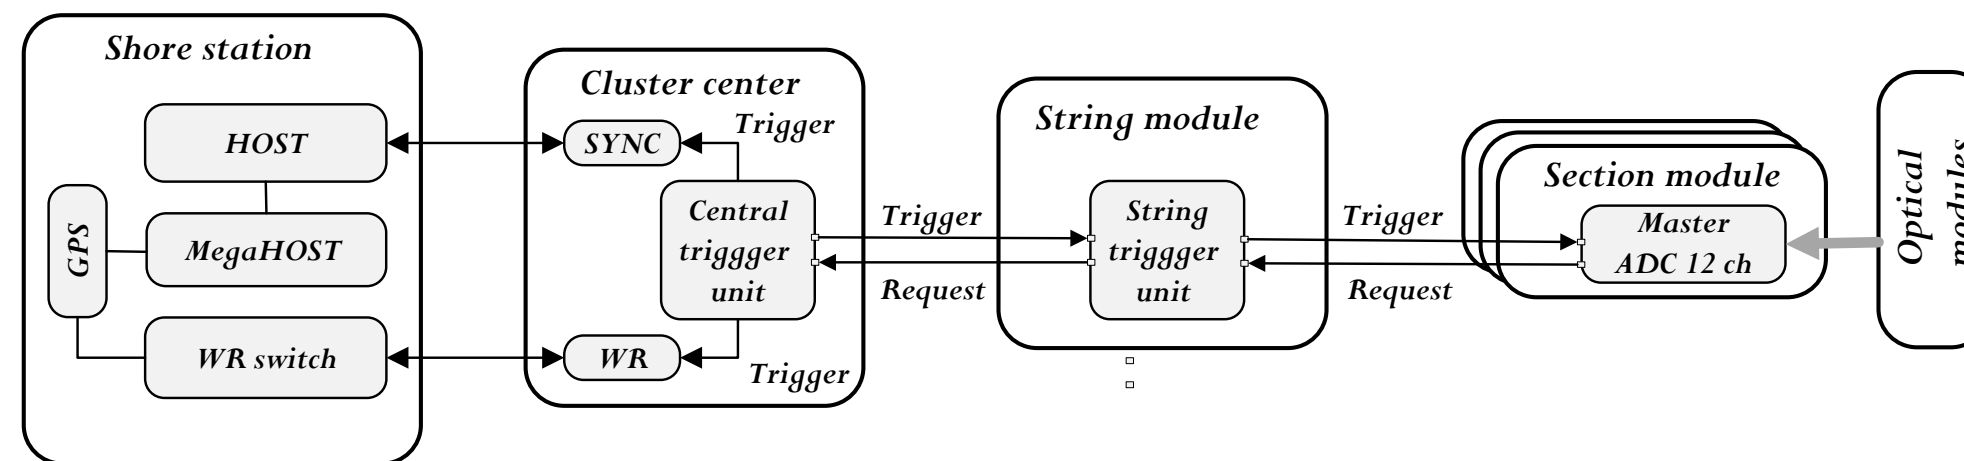 Shore station
HOST
GPS
MegaHOST
WR switch
Cluster center
Trigger
SYNC
Central
triggger
unit
WR
Trigger
Trigger
Request
String module
String
triggger
unit
Trigger
Request
Section module
Master
ADC 12 ch
Optical
modules